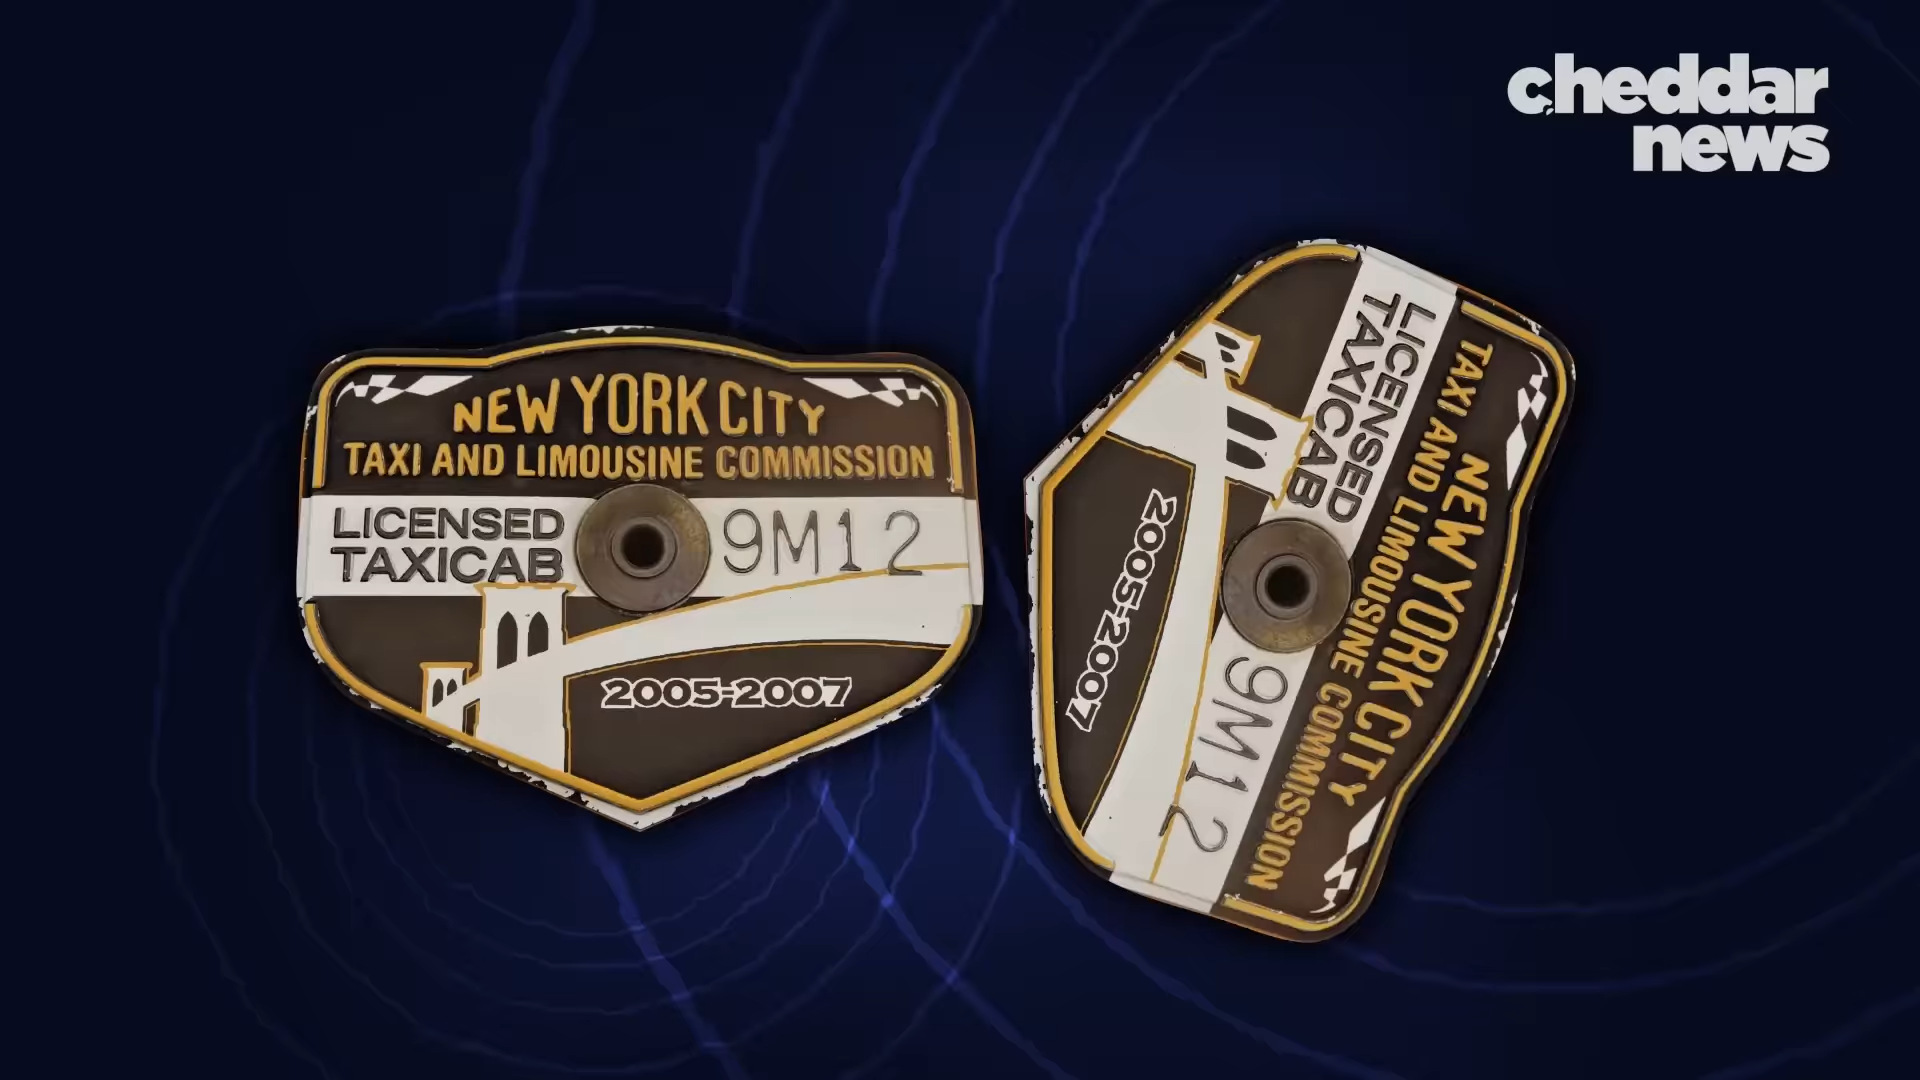 cheddar
news
NEW YORK CITY
TAXI AND LIMOUSINE COMMISSION
LICENSED
TAXICAB
9M12
2005-2007
NEW YORK CITY
TAXI AND LIMOUSINE COMMISSION
LICENSED
TAXICAB
9M12
2005-2007